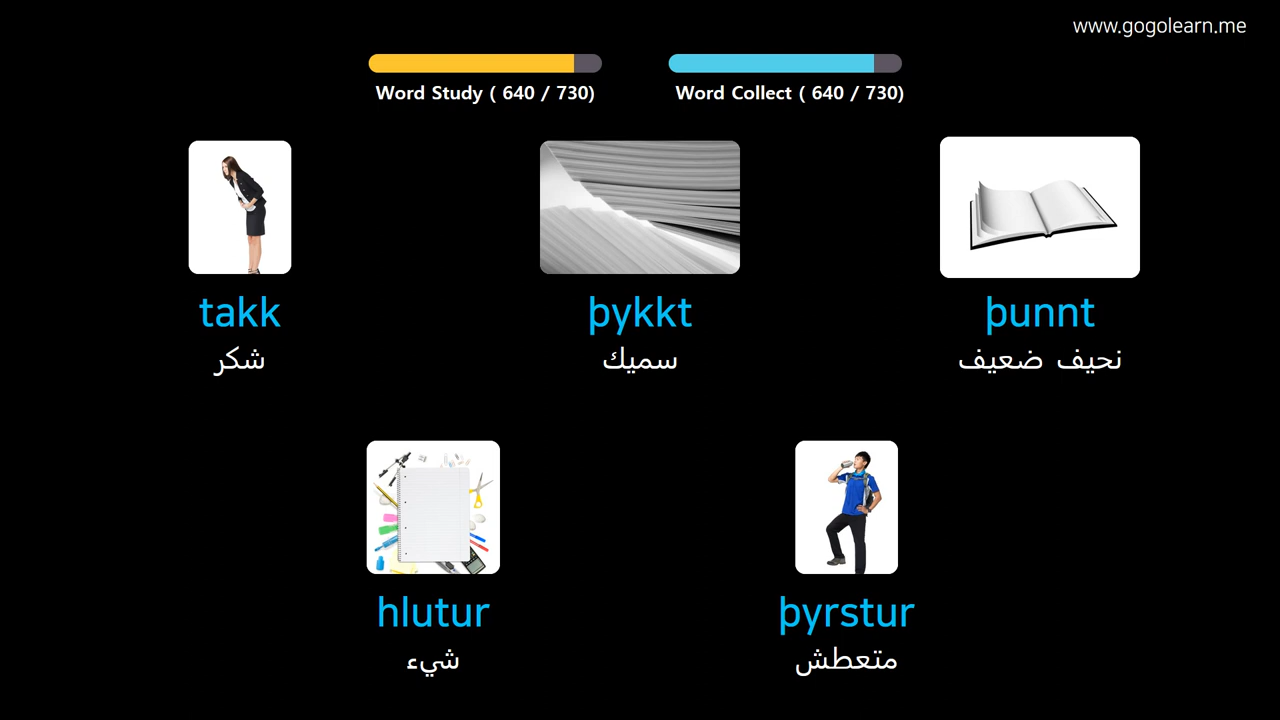 www.gogolearn.me
Word Study ( 640 / 730)
Word Collect ( 640 / 730)
takk
شكر
þykkt
سميك
þunnt
نحيف ضعيف
hlutur
شيء
þyrstur
متعطش